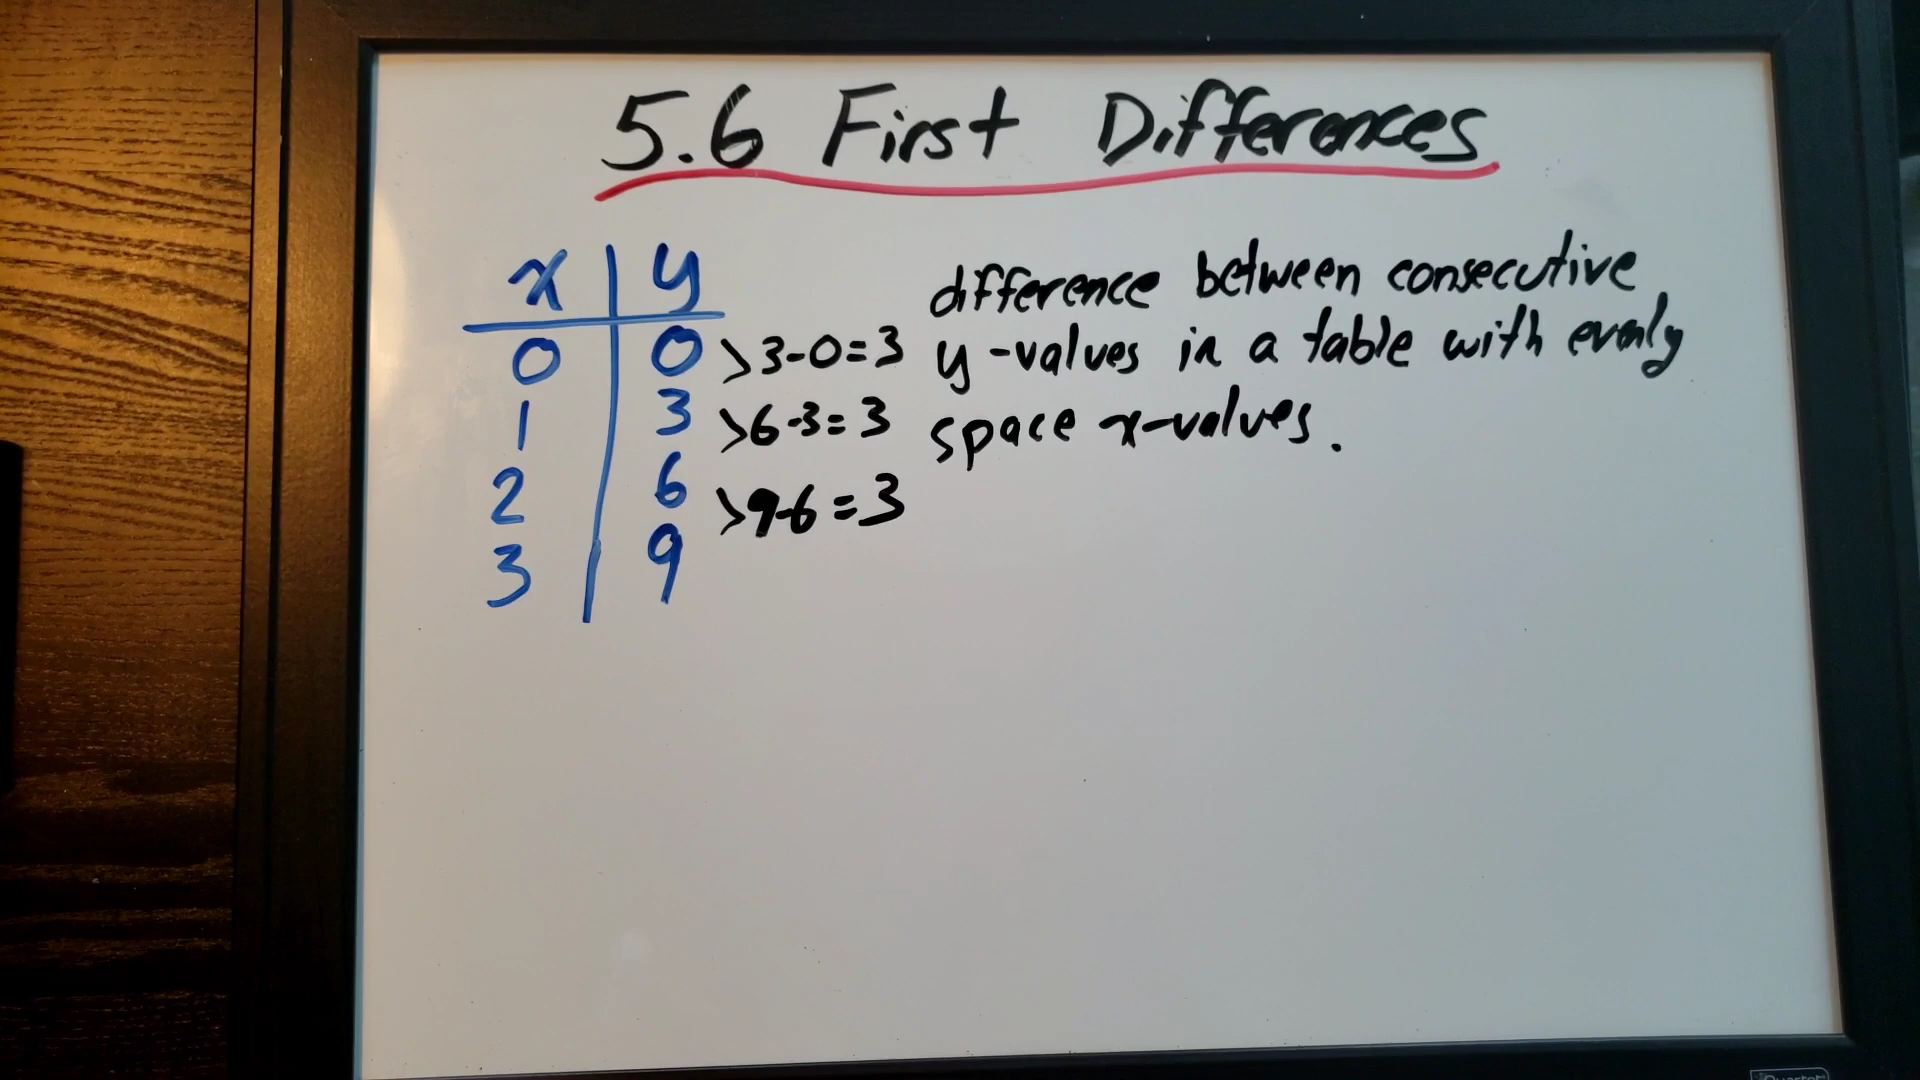 5.6 First Differences
x y
0 0 >3-0=3
1 3 >6-3=3
2 6 >9-6=3
3 9
difference between consecutive
y-values in a table with evenly
space x-values.
Quartet